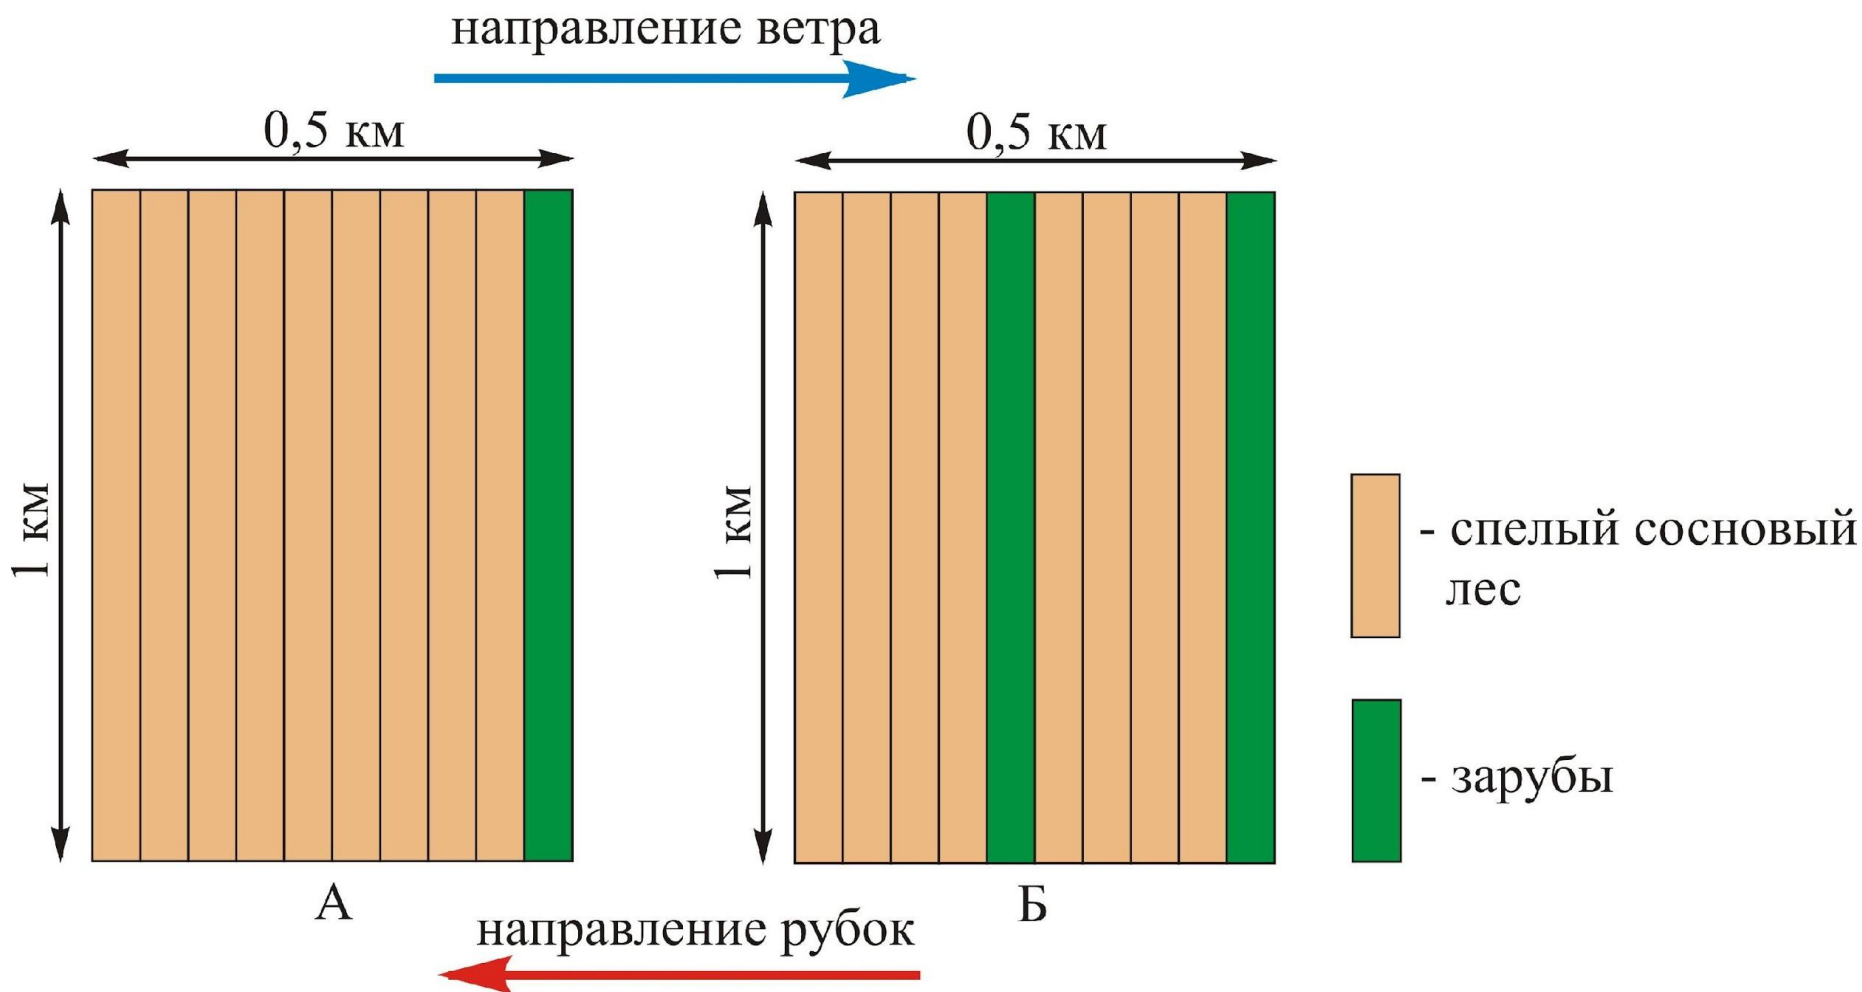 направление ветра
0,5 км
0,5 км
1 км
1 км
- спелый сосновый
лес
- зарубы
А
Б
направление рубок